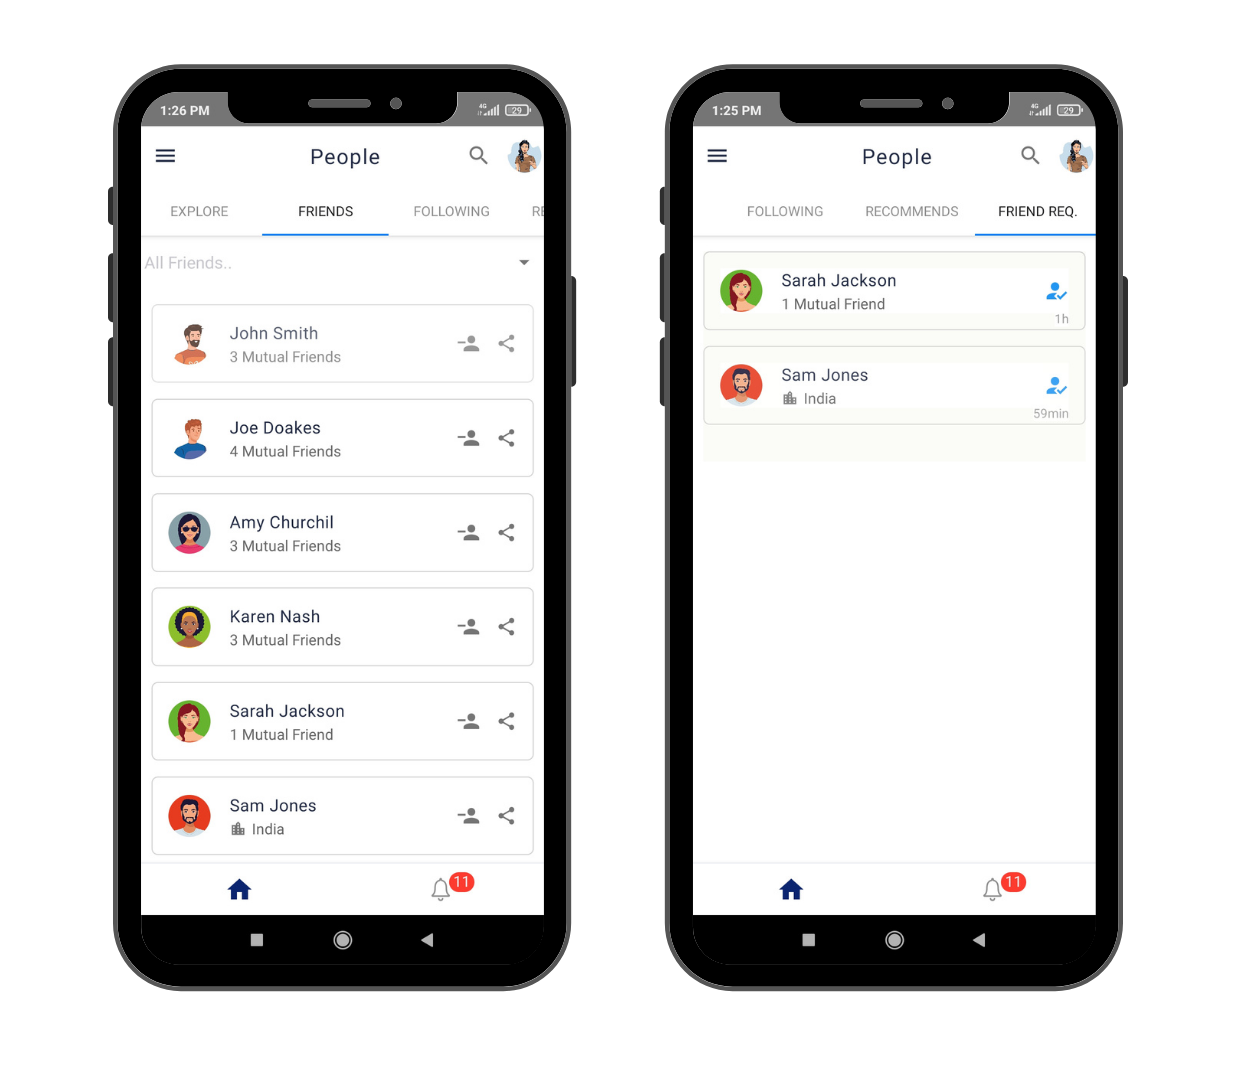 1:26 PM
4G
29
People
EXPLORE
FRIENDS
FOLLOWING
RE
All Friends..
John Smith
3 Mutual Friends
Joe Doakes
4 Mutual Friends
Amy Churchil
3 Mutual Friends
Karen Nash
3 Mutual Friends
Sarah Jackson
1 Mutual Friend
Sam Jones
India
11
1:25 PM
4G
29
People
FOLLOWING
RECOMMENDS
FRIEND REQ.
Sarah Jackson
1 Mutual Friend
1h
Sam Jones
India
59min
11